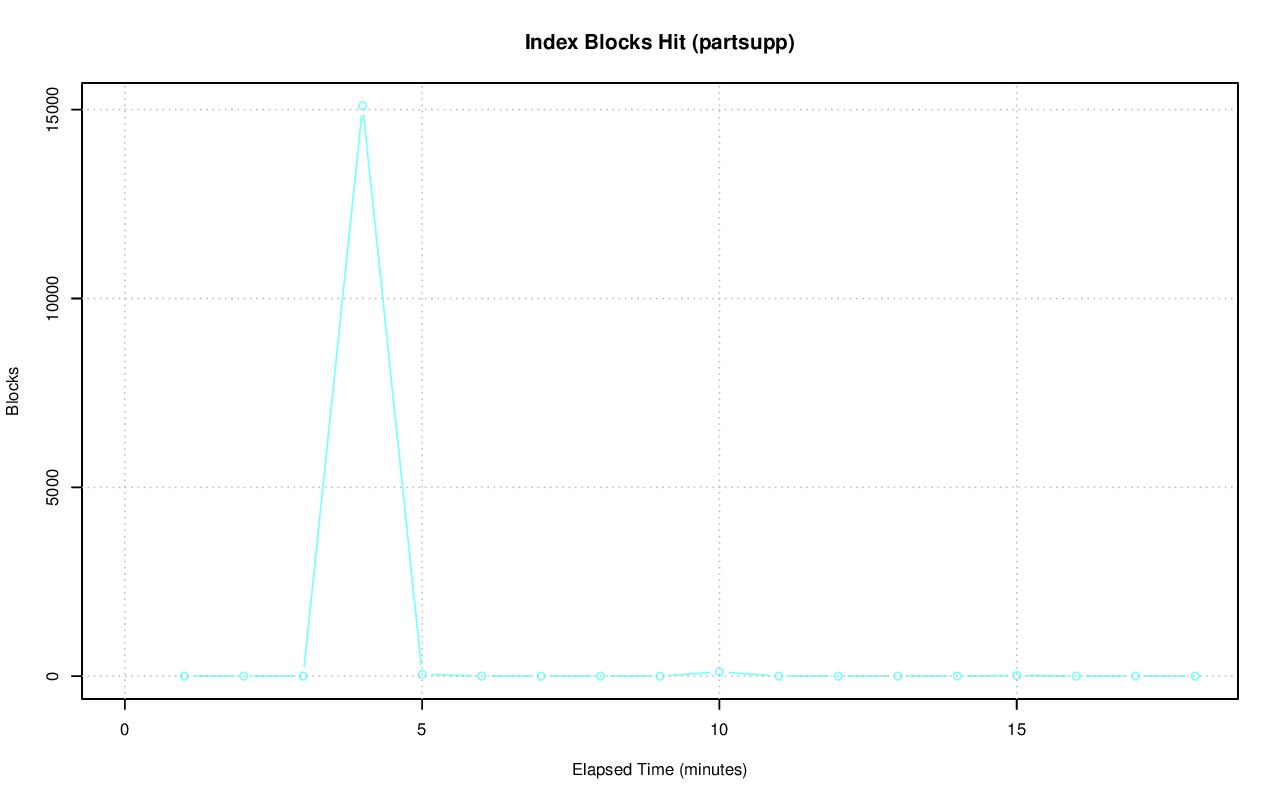 Index Blocks Hit (partsupp)
15000
10000
5000
0
Blocks
0 5 10 15
Elapsed Time (minutes)